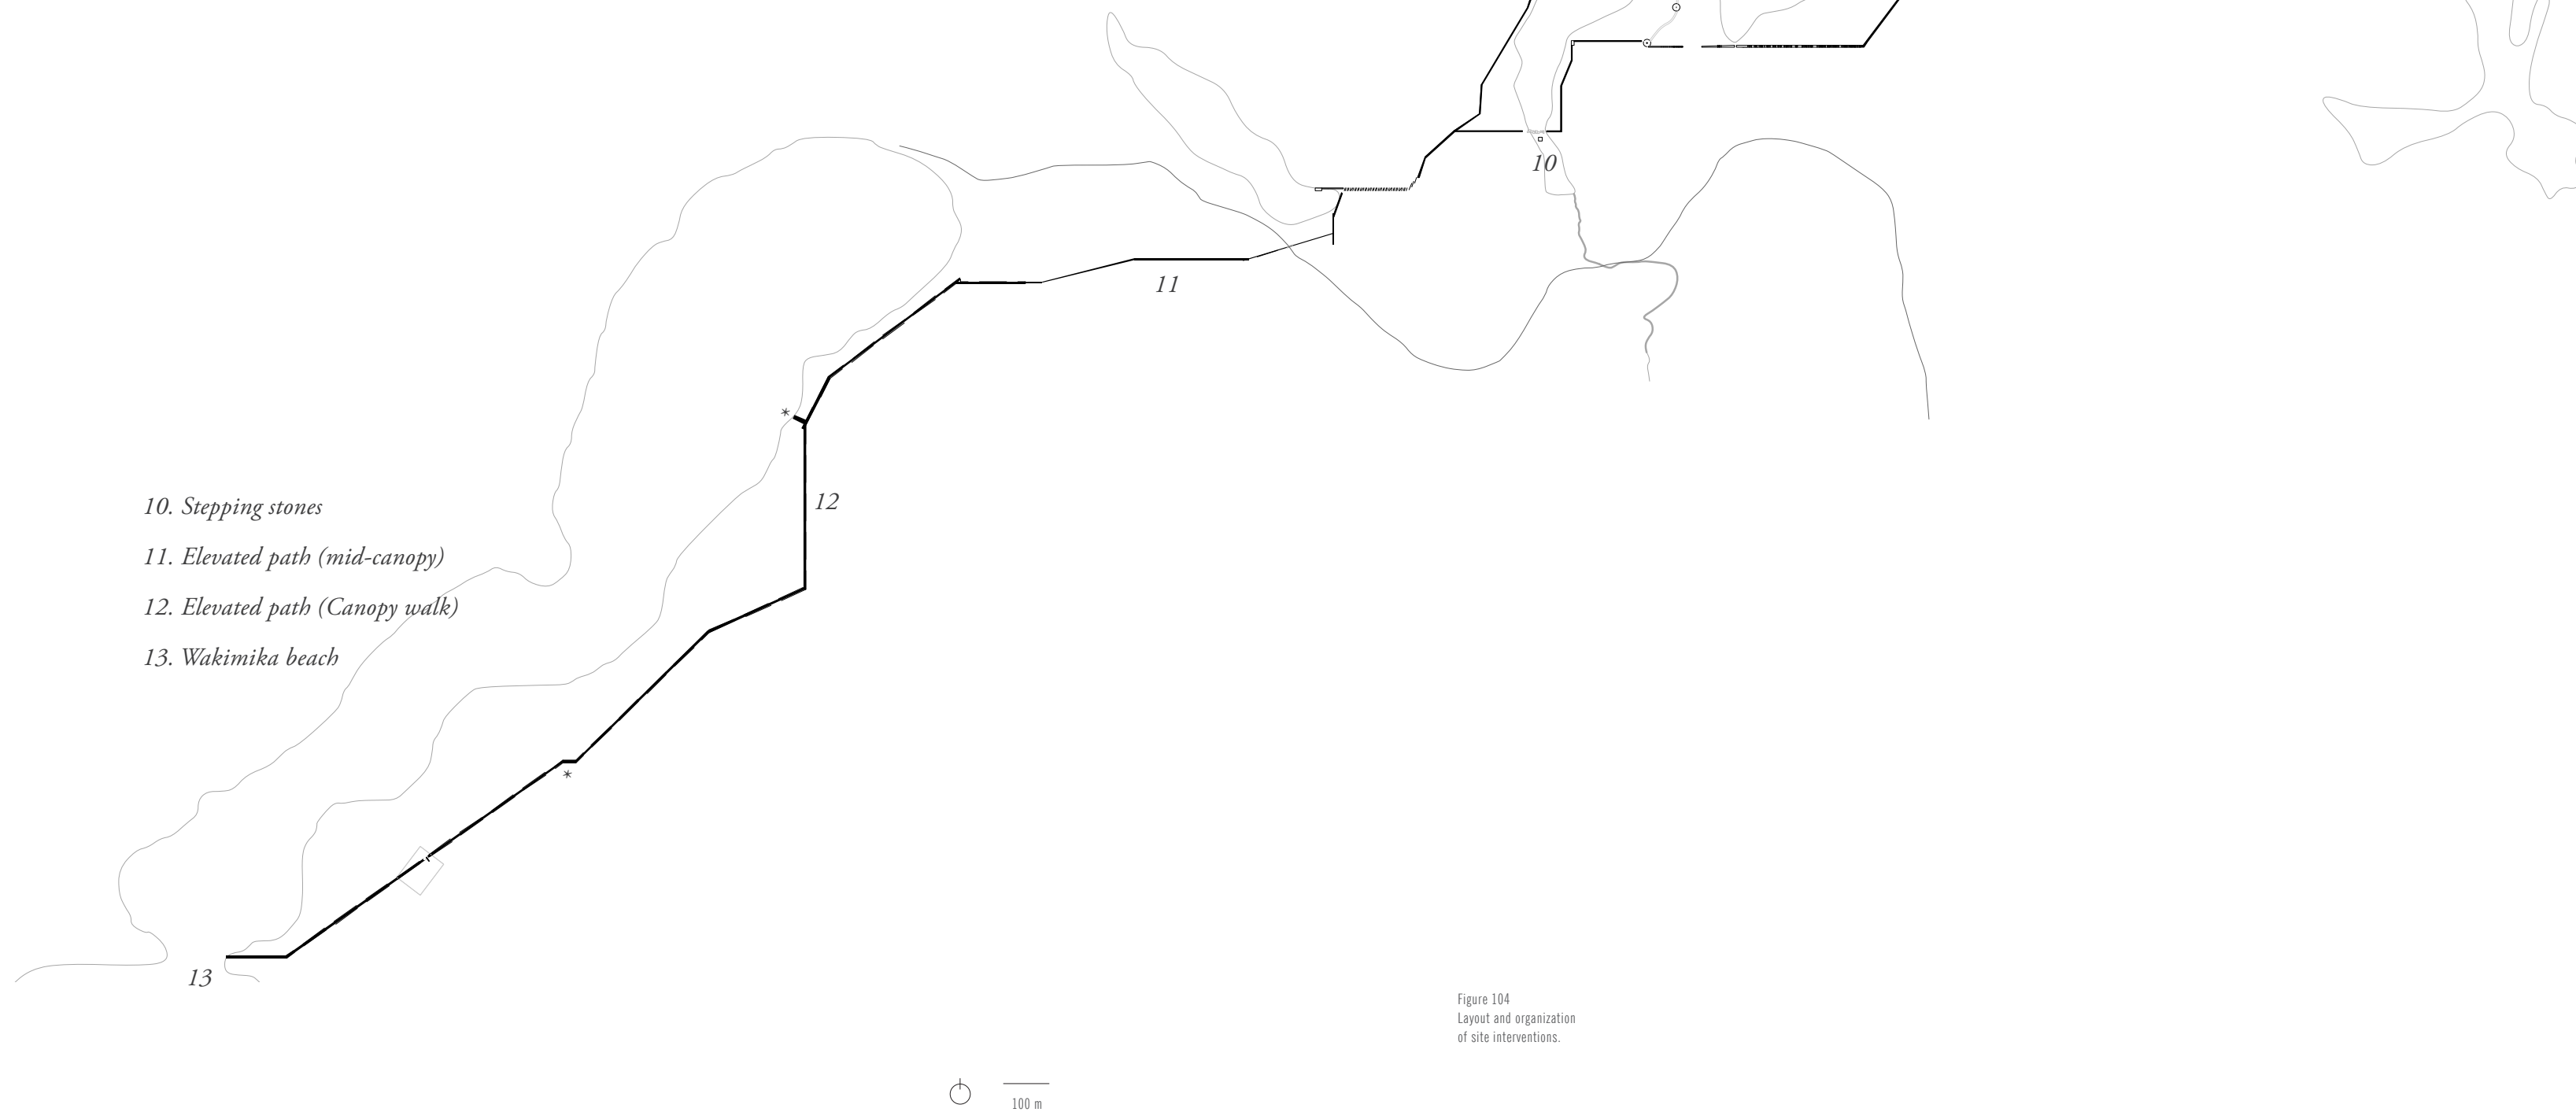 10
11
12
10. Stepping stones
11. Elevated path (mid-canopy)
12. Elevated path (Canopy walk)
13. Wakimika beach
*
*
13
Figure 104
Layout and organization
of site interventions.
100 m